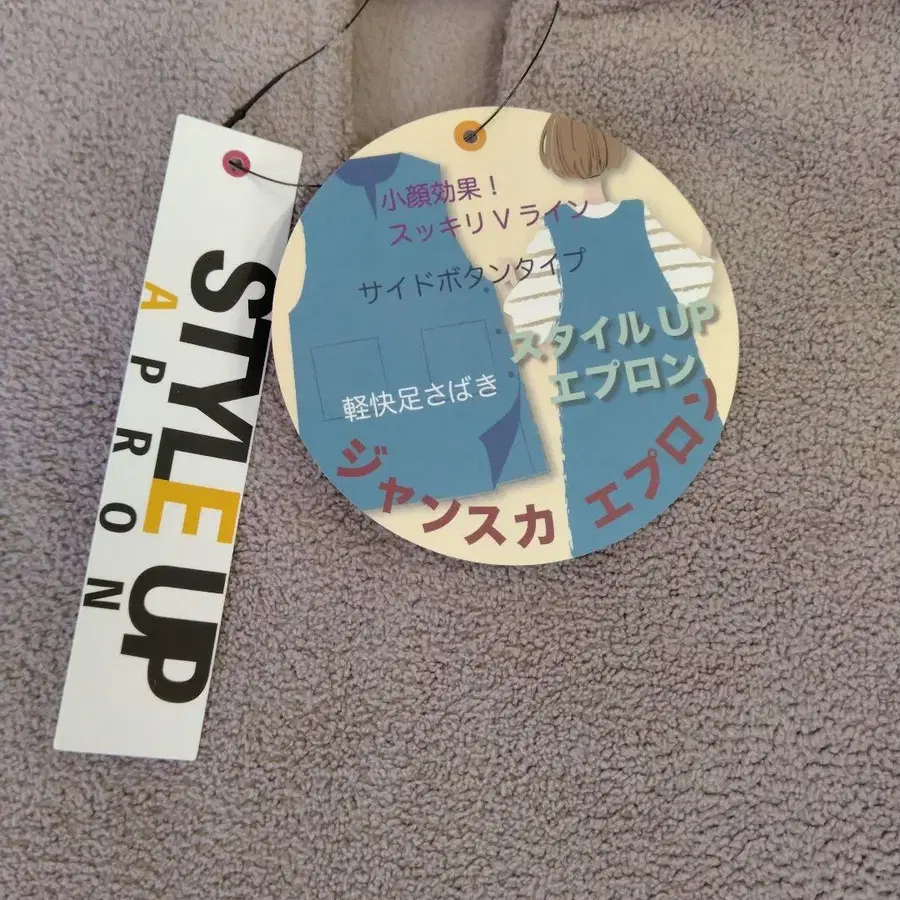 STYLE UP
APRON
小顔効果！
スッキリVライン
サイドボタンタイプ
スタイルUP
エプロン
軽快足さばき
ジャンスカエプロン